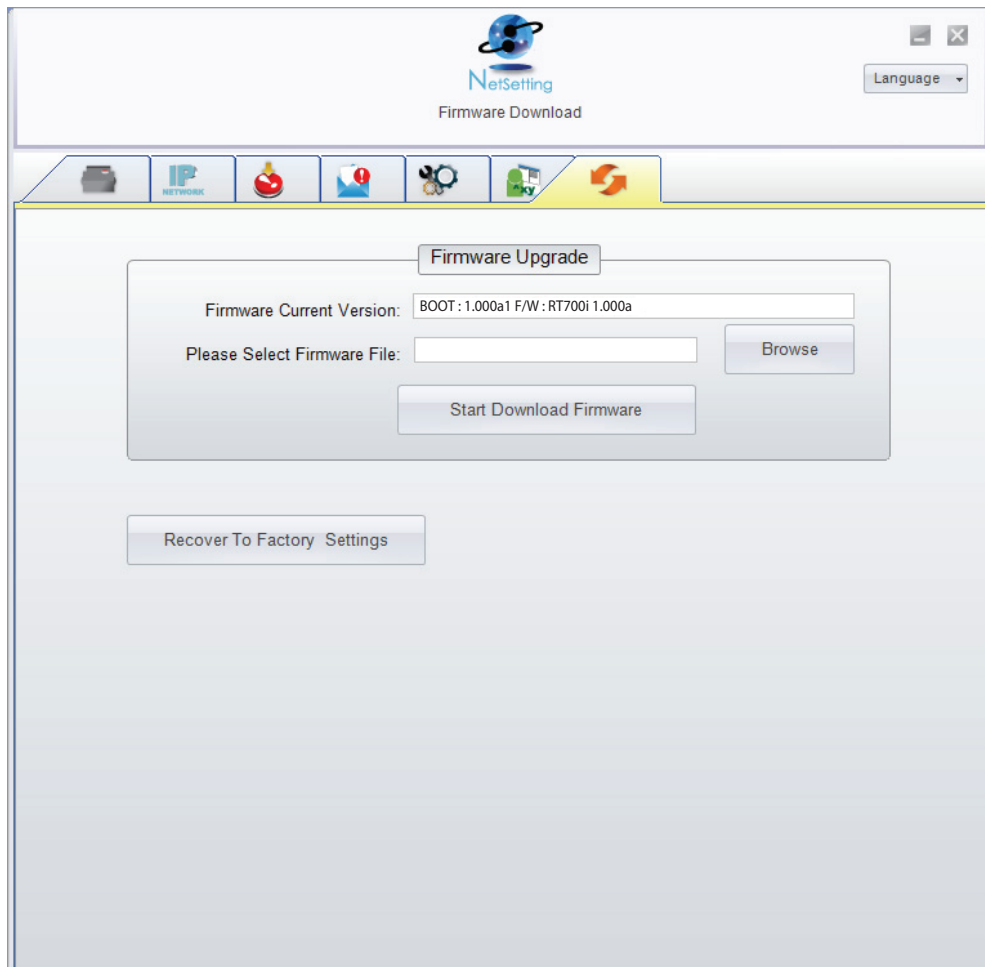 NetSetting
Language
Firmware Download
IP
NETWORK
^XY
Firmware Upgrade
Firmware Current Version: BOOT : 1.000a1 F/W : RT700i 1.000a
Please Select Firmware File: Browse
Start Download Firmware
Recover To Factory Settings